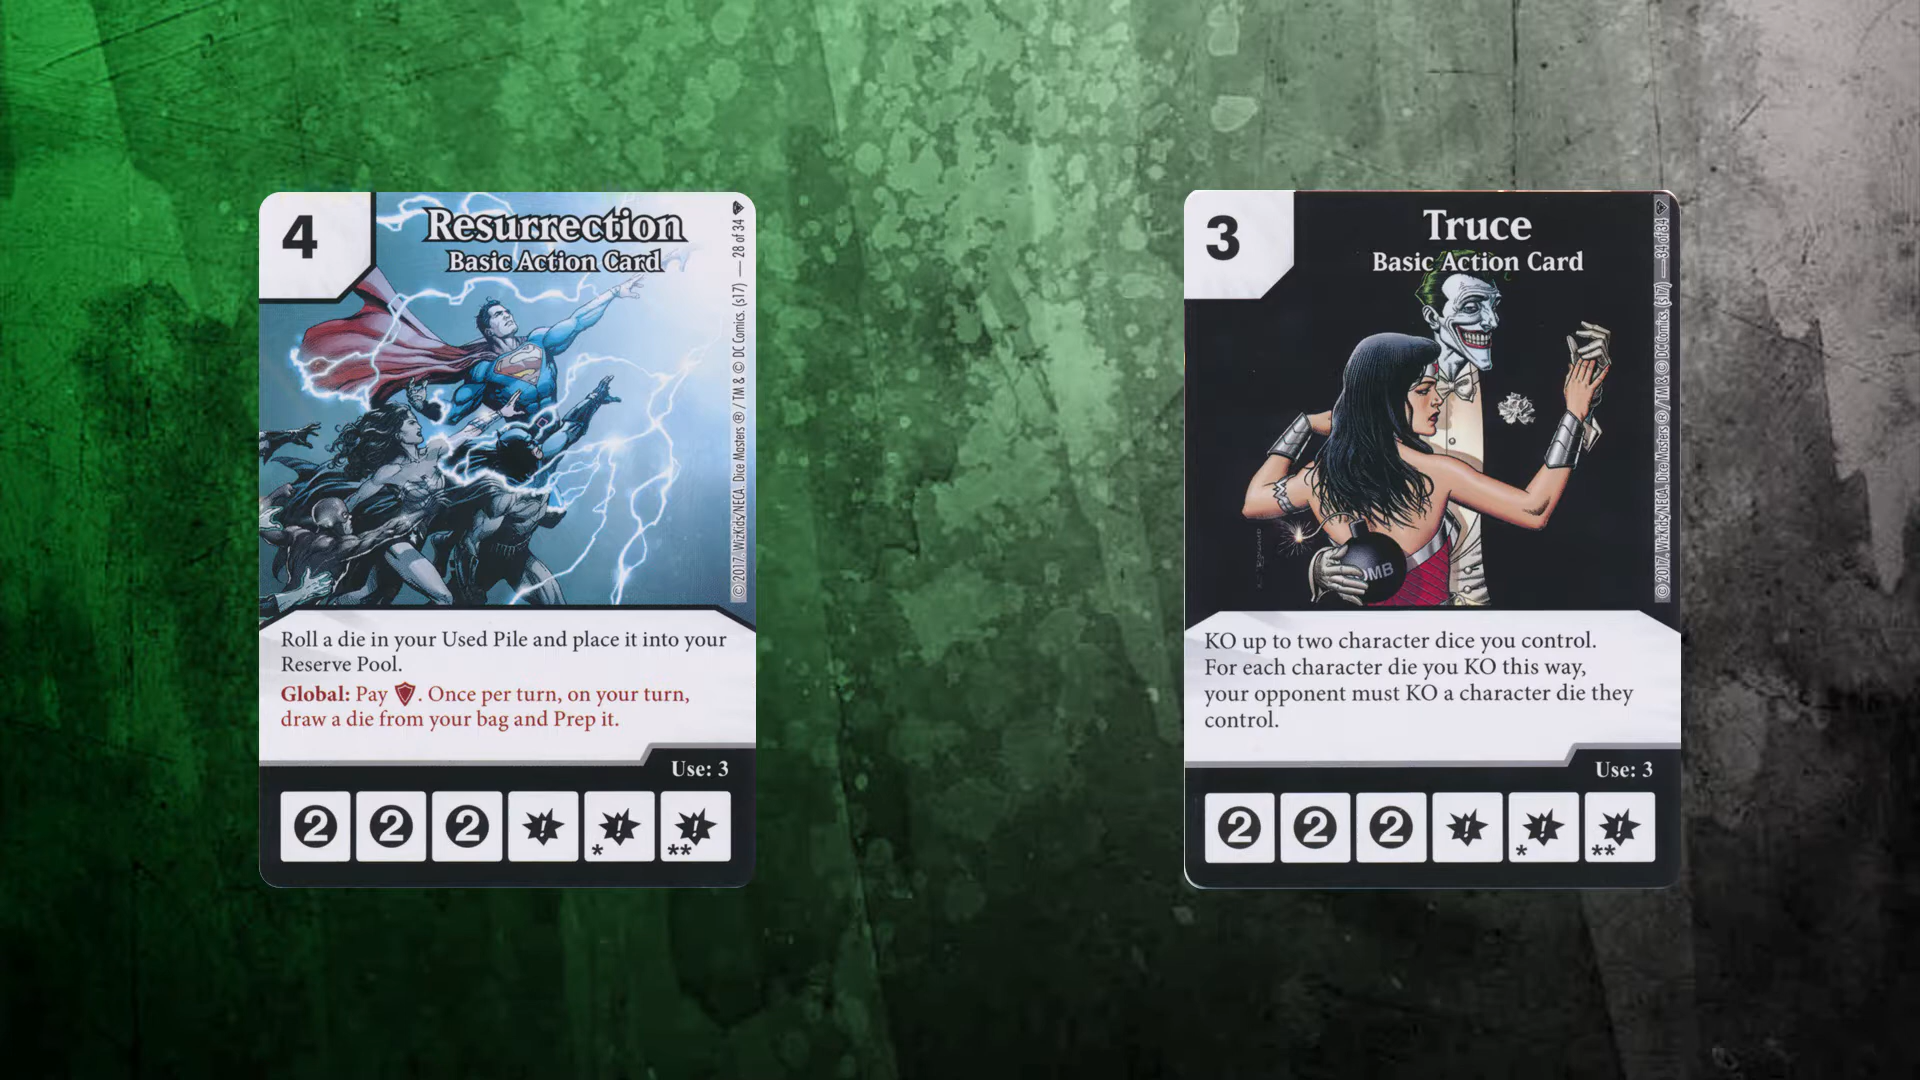 4
Resurrection
Basic Action Card
© 2017. WizKids/NECA. Dice Masters ® / TM & © DC Comics. (s17) — 28 of 34
Roll a die in your Used Pile and place it into your
Reserve Pool.
Global: Pay . Once per turn, on your turn,
draw a die from your bag and Prep it.
Use: 3
2 2 2 ! ! !
* **
3
Truce
Basic Action Card
© 2017. WizKids/NECA. Dice Masters ® / TM & © DC Comics. (s17) — 34 of 34
KO up to two character dice you control.
For each character die you KO this way,
your opponent must KO a character die they
control.
Use: 3
2 2 2 ! ! !
* **